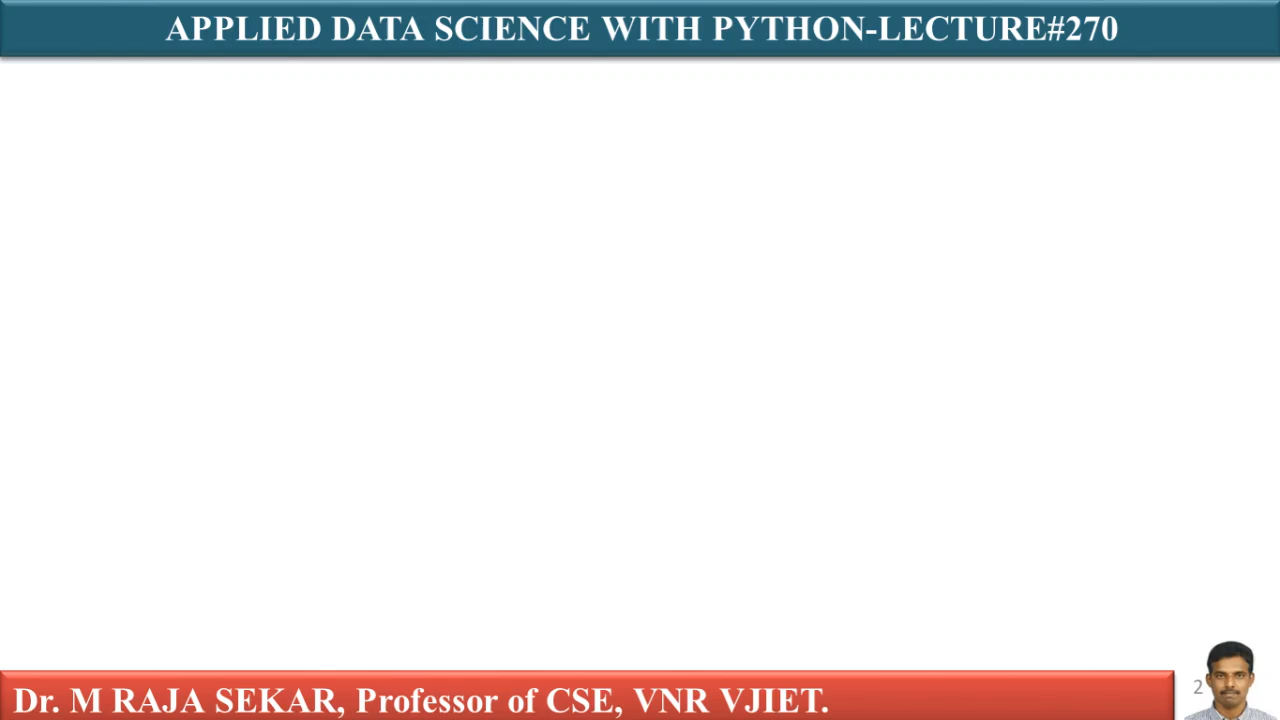 APPLIED DATA SCIENCE WITH PYTHON-LECTURE#270
Dr. M RAJA SEKAR, Professor of CSE, VNR VJIET.
2